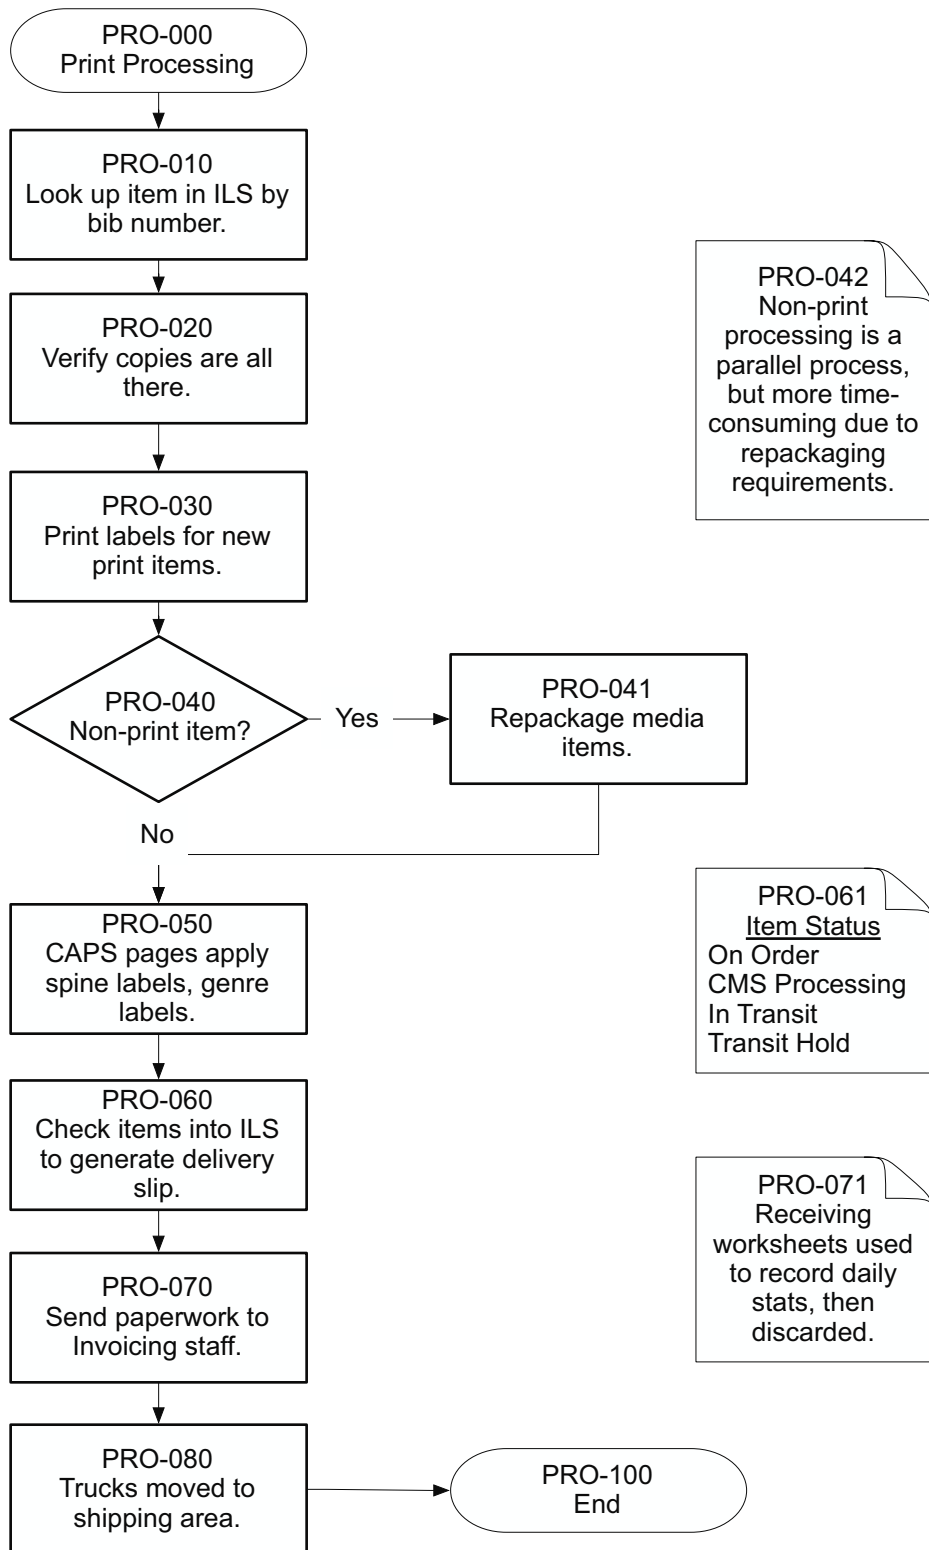 PRO-000
Print Processing
PRO-010
Look up item in ILS by
bib number.
PRO-042
Non-print
processing is a
parallel process,
but more time-
consuming due to
repackaging
requirements.
PRO-020
Verify copies are all
there.
PRO-030
Print labels for new
print items.
PRO-040
Non-print item?
Yes
PRO-041
Repackage media
items.
No
PRO-061
Item Status
On Order
CMS Processing
In Transit
Transit Hold
PRO-050
CAPS pages apply
spine labels, genre
labels.
PRO-060
Check items into ILS
to generate delivery
slip.
PRO-071
Receiving
worksheets used
to record daily
stats, then
discarded.
PRO-070
Send paperwork to
Invoicing staff.
PRO-080
Trucks moved to
shipping area.
PRO-100
End